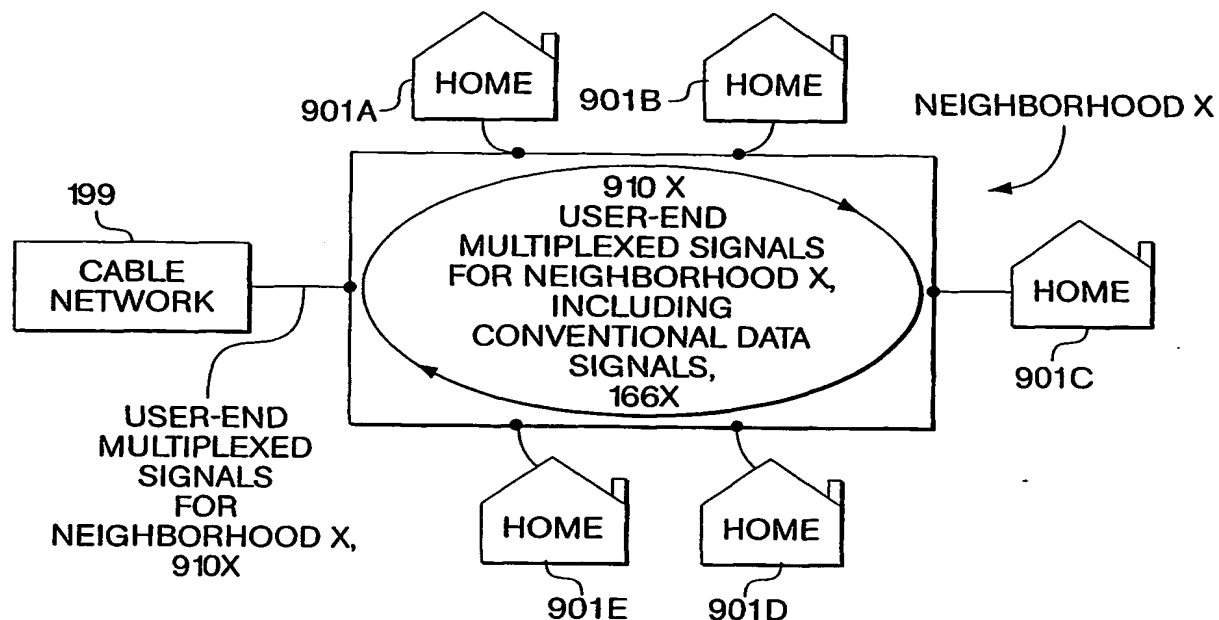 HOME
901A
HOME
901B
NEIGHBORHOOD X
199
CABLE
NETWORK
910 X
USER-END
MULTIPLEXED SIGNALS
FOR NEIGHBORHOOD X,
INCLUDING
CONVENTIONAL DATA
SIGNALS,
166X
HOME
901C
USER-END
MULTIPLEXED
SIGNALS
FOR
NEIGHBORHOOD X,
910X
HOME
901E
HOME
901D